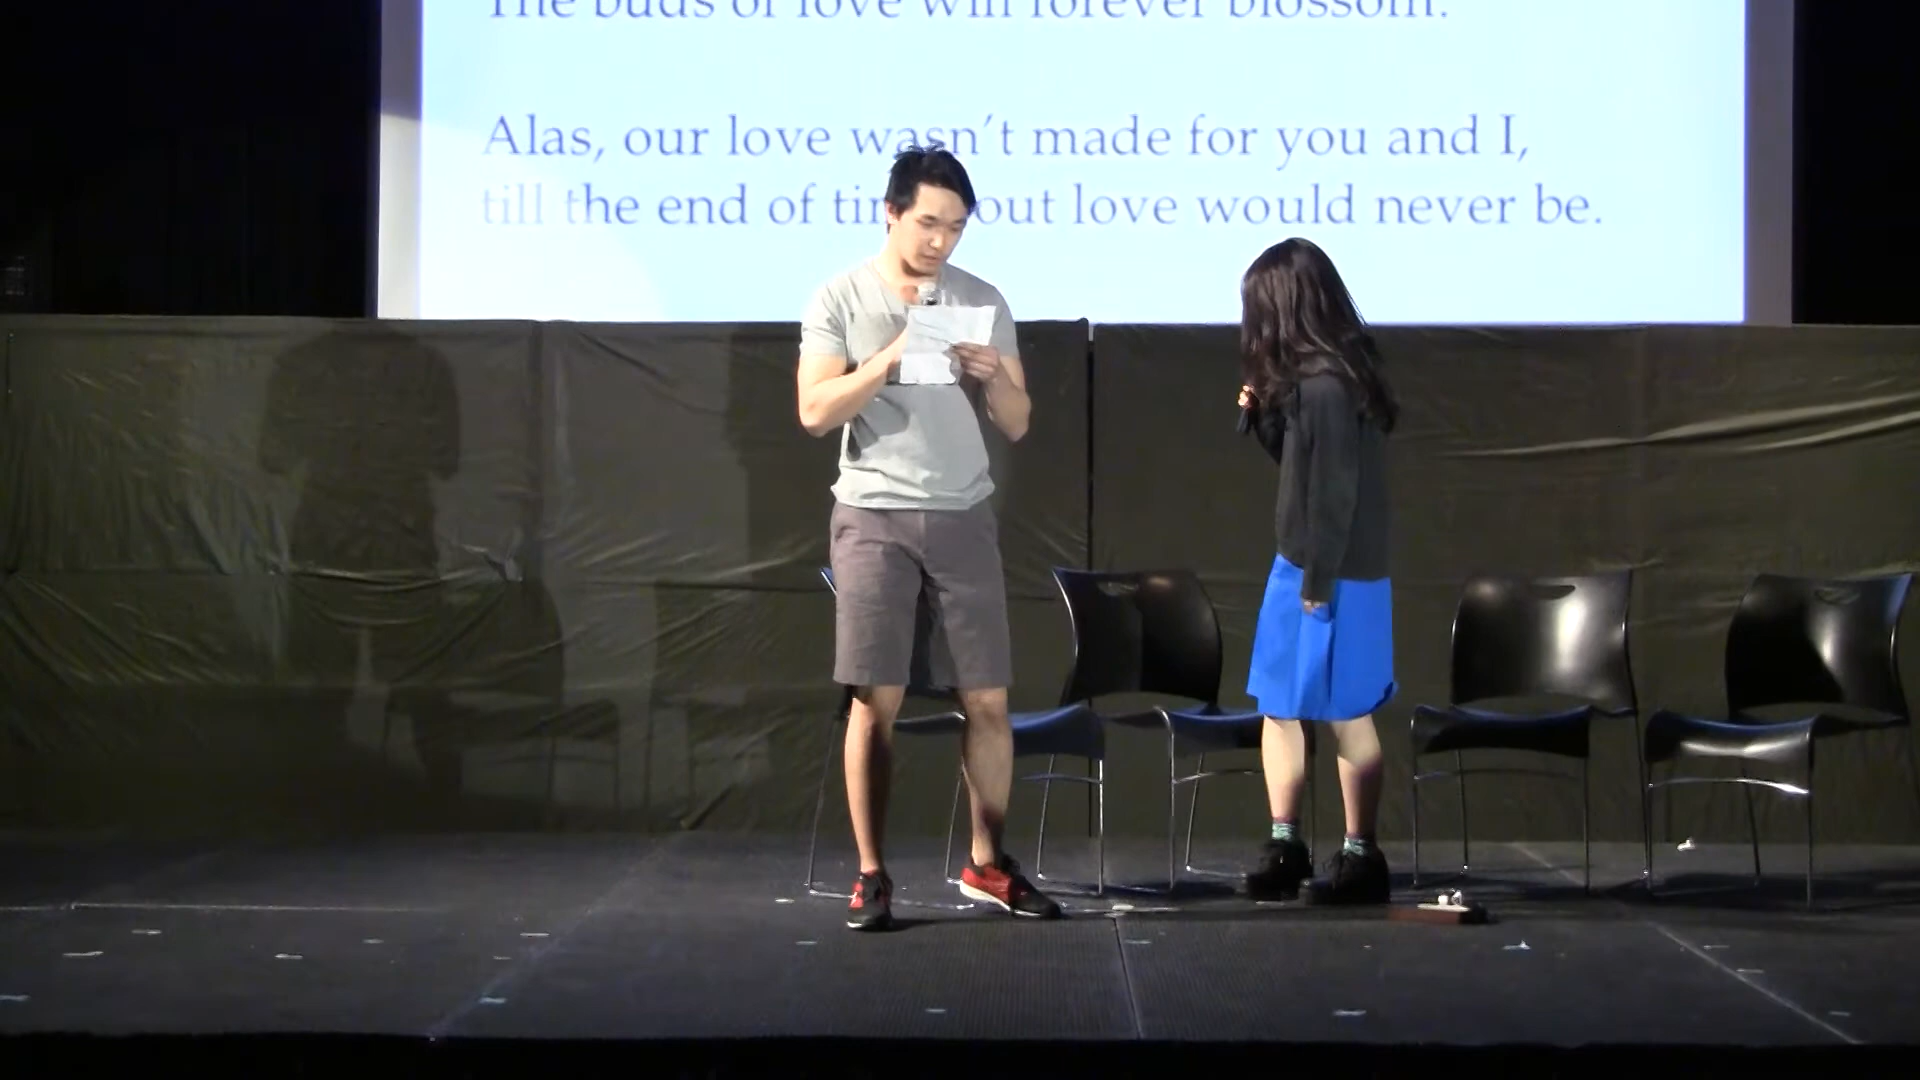 The buds of love will forever blossom.
Alas, our love wasn't made for you and I,
till the end of out love would never be.